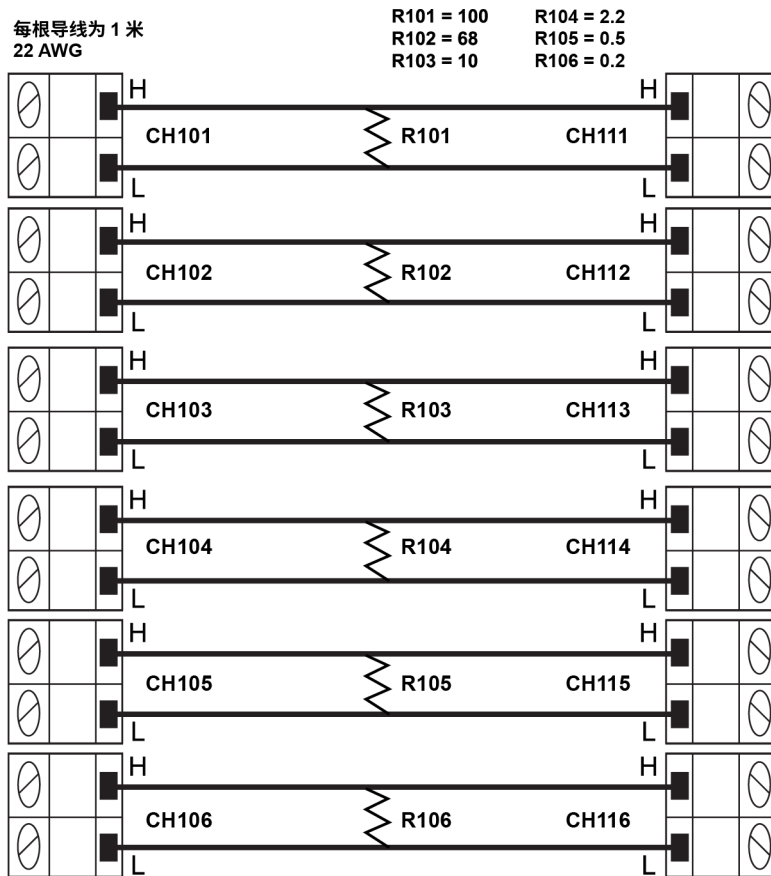 每根导线为 1 米
22 AWG
R101 = 100 R104 = 2.2
R102 = 68 R105 = 0.5
R103 = 10 R106 = 0.2
H H
CH101 R101 CH111
L L
H H
CH102 R102 CH112
L L
H H
CH103 R103 CH113
L L
H H
CH104 R104 CH114
L L
H H
CH105 R105 CH115
L L
H H
CH106 R106 CH116
L L